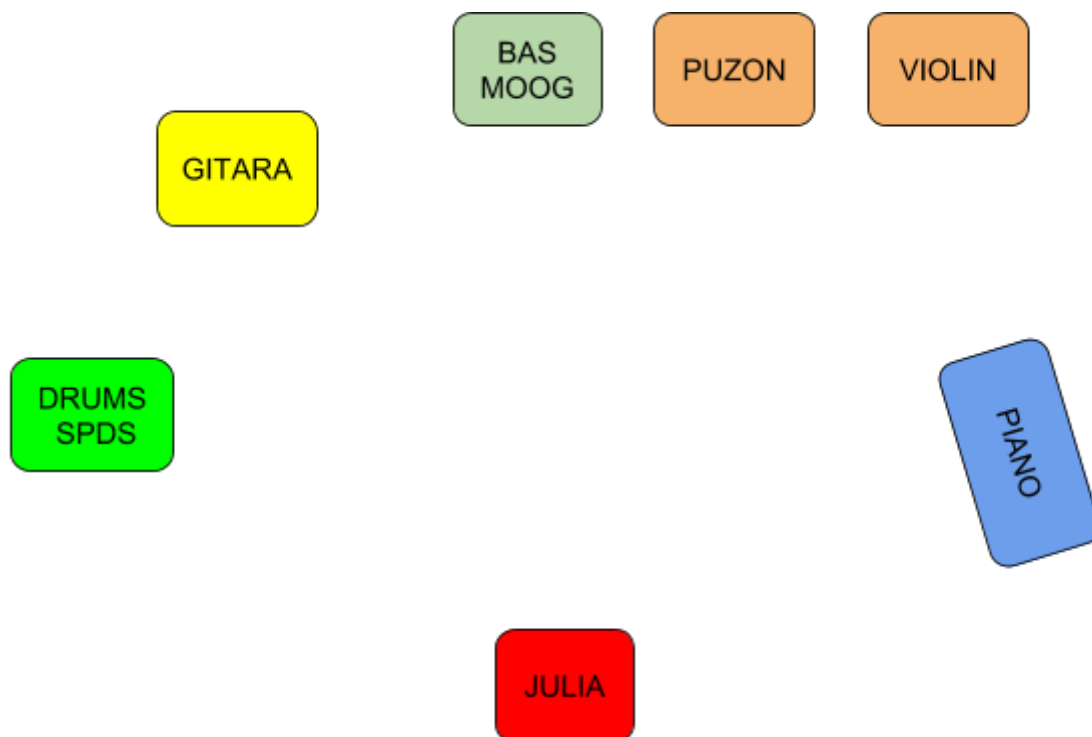 BAS
MOOG
PUZON
VIOLIN
GITARA
DRUMS
SPDS
PIANO
JULIA